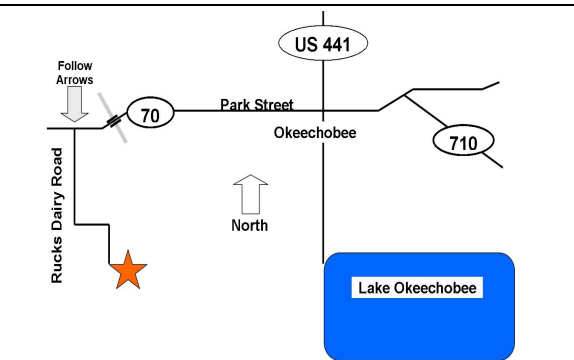 US 441
Follow
Arrows
70
Park Street
Okeechobee
710
Rucks Dairy Road
North
Lake Okeechobee